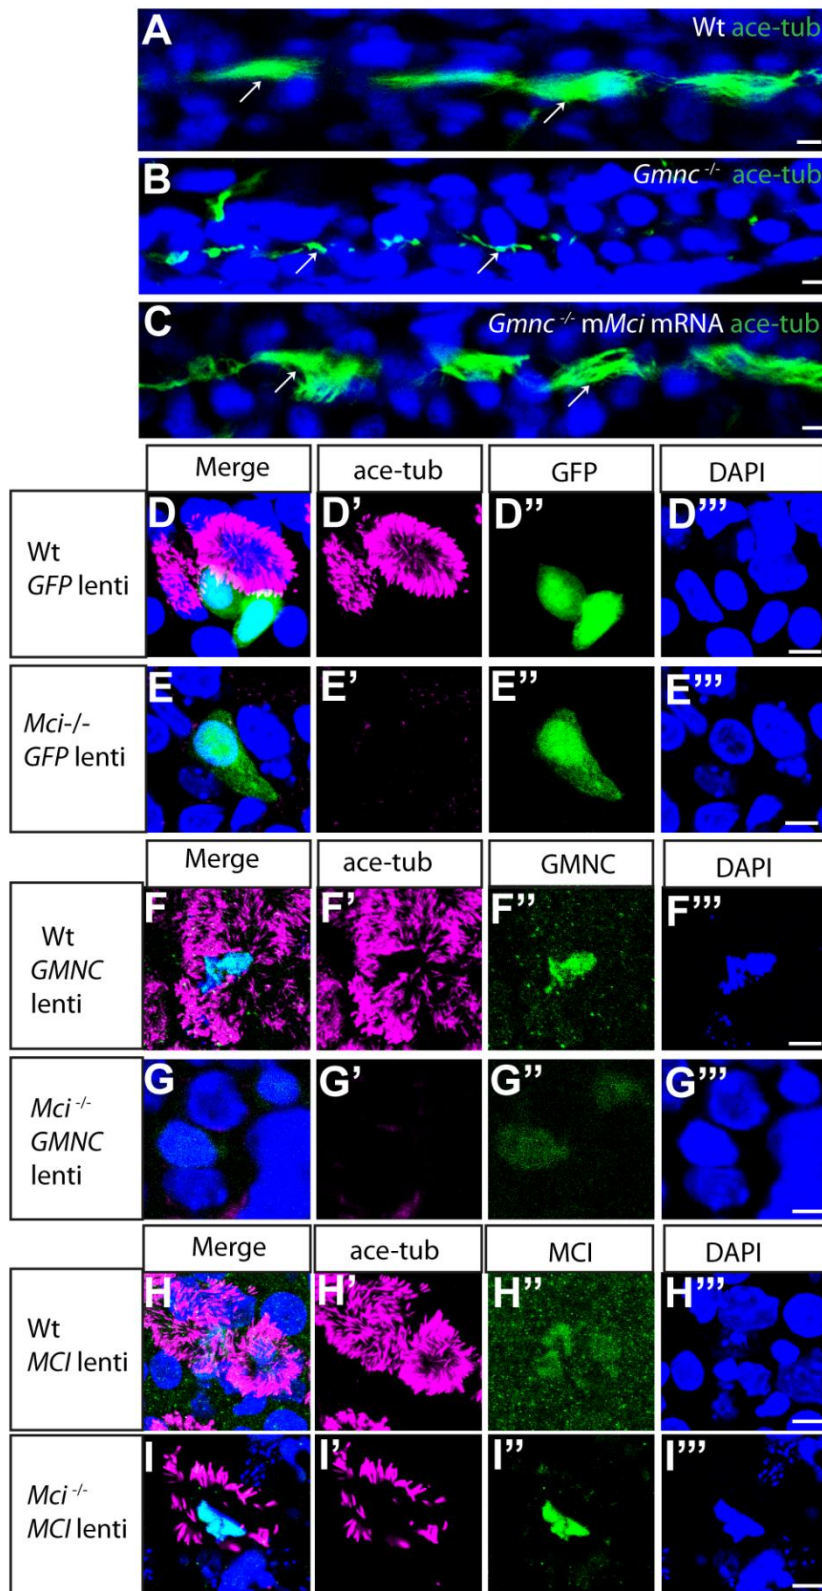 A
Wt ace-tub
B
Gmnc -/- ace-tub
C
Gmnc -/- mMci mRNA ace-tub
Merge
ace-tub
GFP
DAPI
Wt
GFP lenti
D
D’
D’’
D’’’
Mci-/-
GFP lenti
E
E’
E’’
E’’’
Merge
ace-tub
GMNC
DAPI
Wt
GMNC
lenti
F
F’
F’’
F’’’
Mci -/-
GMNC
lenti
G
G’
G’’
G’’’
Merge
ace-tub
MCI
DAPI
Wt
MCI lenti
H
H’
H’’
H’’’
Mci -/-
MCI lenti
I
I’
I’’
I’’’